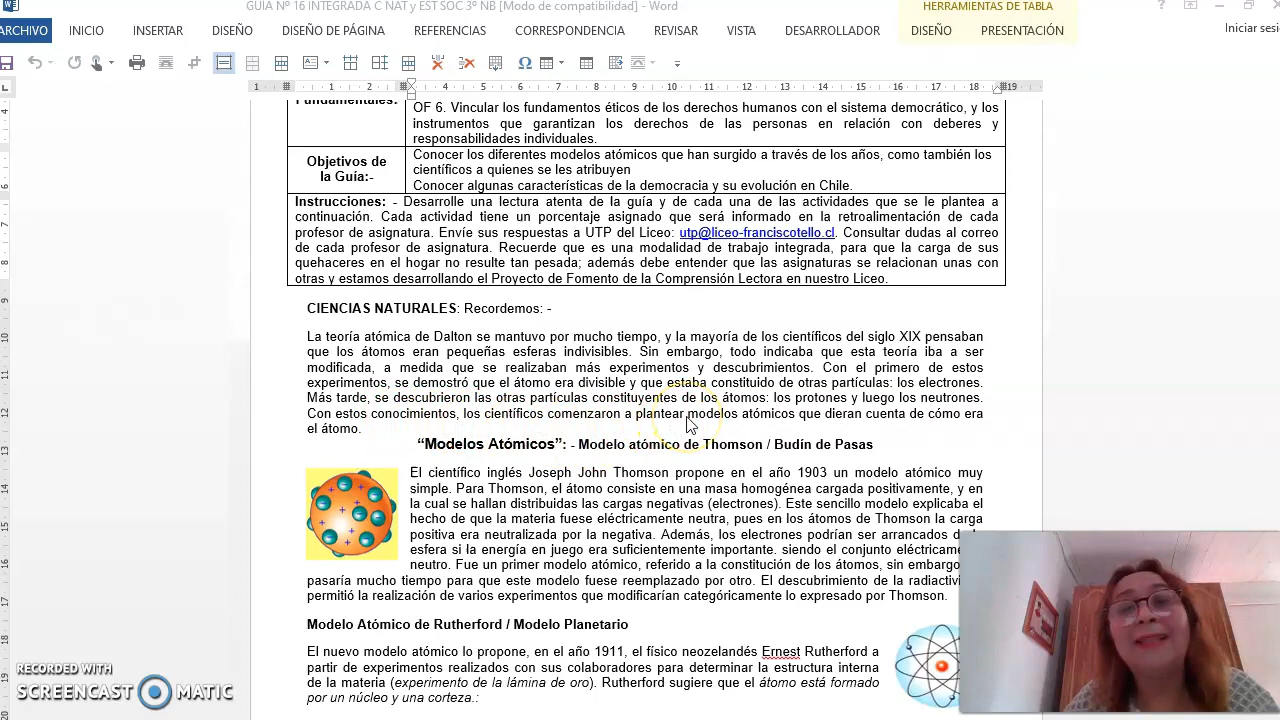 GUIA Nº 16 INTEGRADA C NAT y EST SOC 3º NB [Modo de compatibilidad] - Word
HERRAMIENTAS DE TABLA
ARCHIVO INICIO INSERTAR DISEÑO DISEÑO DE PÁGINA REFERENCIAS CORRESPONDENCIA REVISAR VISTA DESARROLLADOR DISEÑO PRESENTACIÓN Iniciar sesi
1 4 5 6 7 8 9 10 11 12 13 14 15 16 17 18 19
Fundamentales:
OF 6. Vincular los fundamentos éticos de los derechos humanos con el sistema democrático, y los
instrumentos que garantizan los derechos de las personas en relación con deberes y
responsabilidades individuales.
Objetivos de
la Guía:-
Conocer los diferentes modelos atómicos que han surgido a través de los años, como también los
científicos a quienes se les atribuyen
Conocer algunas características de la democracia y su evolución en Chile.
Instrucciones: - Desarrolle una lectura atenta de la guía y de cada una de las actividades que se le plantea a
continuación. Cada actividad tiene un porcentaje asignado que será informado en la retroalimentación de cada
profesor de asignatura. Envíe sus respuestas a UTP del Liceo: utp@liceo-franciscotello.cl. Consultar dudas al correo
de cada profesor de asignatura. Recuerde que es una modalidad de trabajo integrada, para que la carga de sus
quehaceres en el hogar no resulte tan pesada; además debe entender que las asignaturas se relacionan unas con
otras y estamos desarrollando el Proyecto de Fomento de la Comprensión Lectora en nuestro Liceo.
CIENCIAS NATURALES: Recordemos: -
La teoría atómica de Dalton se mantuvo por mucho tiempo, y la mayoría de los científicos del siglo XIX pensaban
que los átomos eran pequeñas esferas indivisibles. Sin embargo, todo indicaba que esta teoría iba a ser
modificada, a medida que se realizaban más experimentos y descubrimientos. Con el primero de estos
experimentos, se demostró que el átomo era divisible y que estaba constituido de otras partículas: los electrones.
Más tarde, se descubrieron las otras partículas constituyentes de los átomos: los protones y luego los neutrones.
Con estos conocimientos, los científicos comenzaron a plantear modelos atómicos que dieran cuenta de cómo era
el átomo.
“Modelos Atómicos”: - Modelo atómico de Thomson / Budín de Pasas
El científico inglés Joseph John Thomson propone en el año 1903 un modelo atómico muy
simple. Para Thomson, el átomo consiste en una masa homogénea cargada positivamente, y en
la cual se hallan distribuidas las cargas negativas (electrones). Este sencillo modelo explicaba el
hecho de que la materia fuese eléctricamente neutra, pues en los átomos de Thomson la carga
positiva era neutralizada por la negativa. Además, los electrones podrían ser arrancados de
esfera si la energía en juego era suficientemente importante. siendo el conjunto eléctricame
neutro. Fue un primer modelo atómico, referido a la constitución de los átomos, sin embargo
pasaría mucho tiempo para que este modelo fuese reemplazado por otro. El descubrimiento de la radiactivi
permitió la realización de varios experimentos que modificarían categóricamente lo expresado por Thomson.
Modelo Atómico de Rutherford / Modelo Planetario
El nuevo modelo atómico lo propone, en el año 1911, el físico neozelandés Ernest Rutherford a
partir de experimentos realizados con sus colaboradores para determinar la estructura interna
de la materia (experimento de la lámina de oro). Rutherford sugiere que el átomo está formado
por un núcleo y una corteza.:
RECORDED WITH
SCREENCAST MATIC